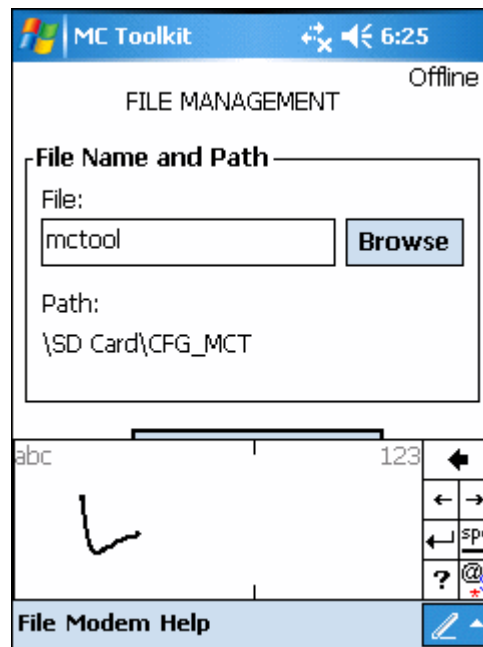 MC Toolkit 6:25
Offline
FILE MANAGEMENT
File Name and Path
File:
mctool Browse
Path:
\SD Card\CFG_MCT
abc 123
L
? @
File Modem Help